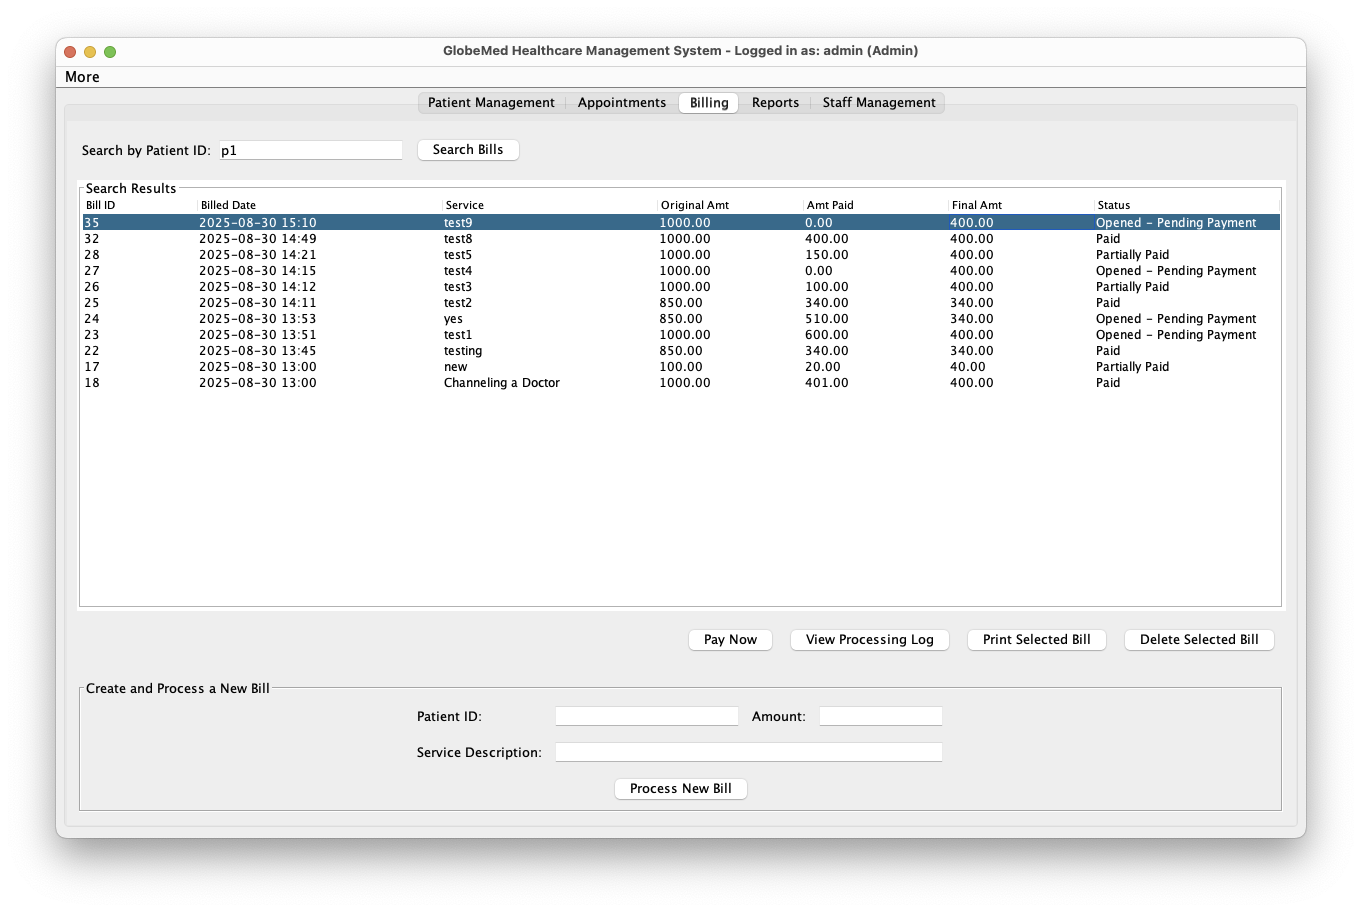 GlobeMed Healthcare Management System - Logged in as: admin (Admin)
More
Patient Management Appointments Billing Reports Staff Management
Search by Patient ID: p1 Search Bills
Search Results
Bill ID Billed Date Service Original Amt Amt Paid Final Amt Status
35 2025-08-30 15:10 test9 1000.00 0.00 400.00 Opened - Pending Payment
32 2025-08-30 14:49 test8 1000.00 400.00 400.00 Paid
28 2025-08-30 14:21 test5 1000.00 150.00 400.00 Partially Paid
27 2025-08-30 14:15 test4 1000.00 0.00 400.00 Opened - Pending Payment
26 2025-08-30 14:12 test3 1000.00 100.00 400.00 Partially Paid
25 2025-08-30 14:11 test2 850.00 340.00 340.00 Paid
24 2025-08-30 13:53 yes 850.00 510.00 340.00 Opened - Pending Payment
23 2025-08-30 13:51 test1 1000.00 600.00 400.00 Opened - Pending Payment
22 2025-08-30 13:45 testing 850.00 340.00 340.00 Paid
17 2025-08-30 13:00 new 100.00 20.00 40.00 Partially Paid
18 2025-08-30 13:00 Channeling a Doctor 1000.00 401.00 400.00 Paid
Pay Now View Processing Log Print Selected Bill Delete Selected Bill
Create and Process a New Bill
Patient ID: Amount:
Service Description:
Process New Bill